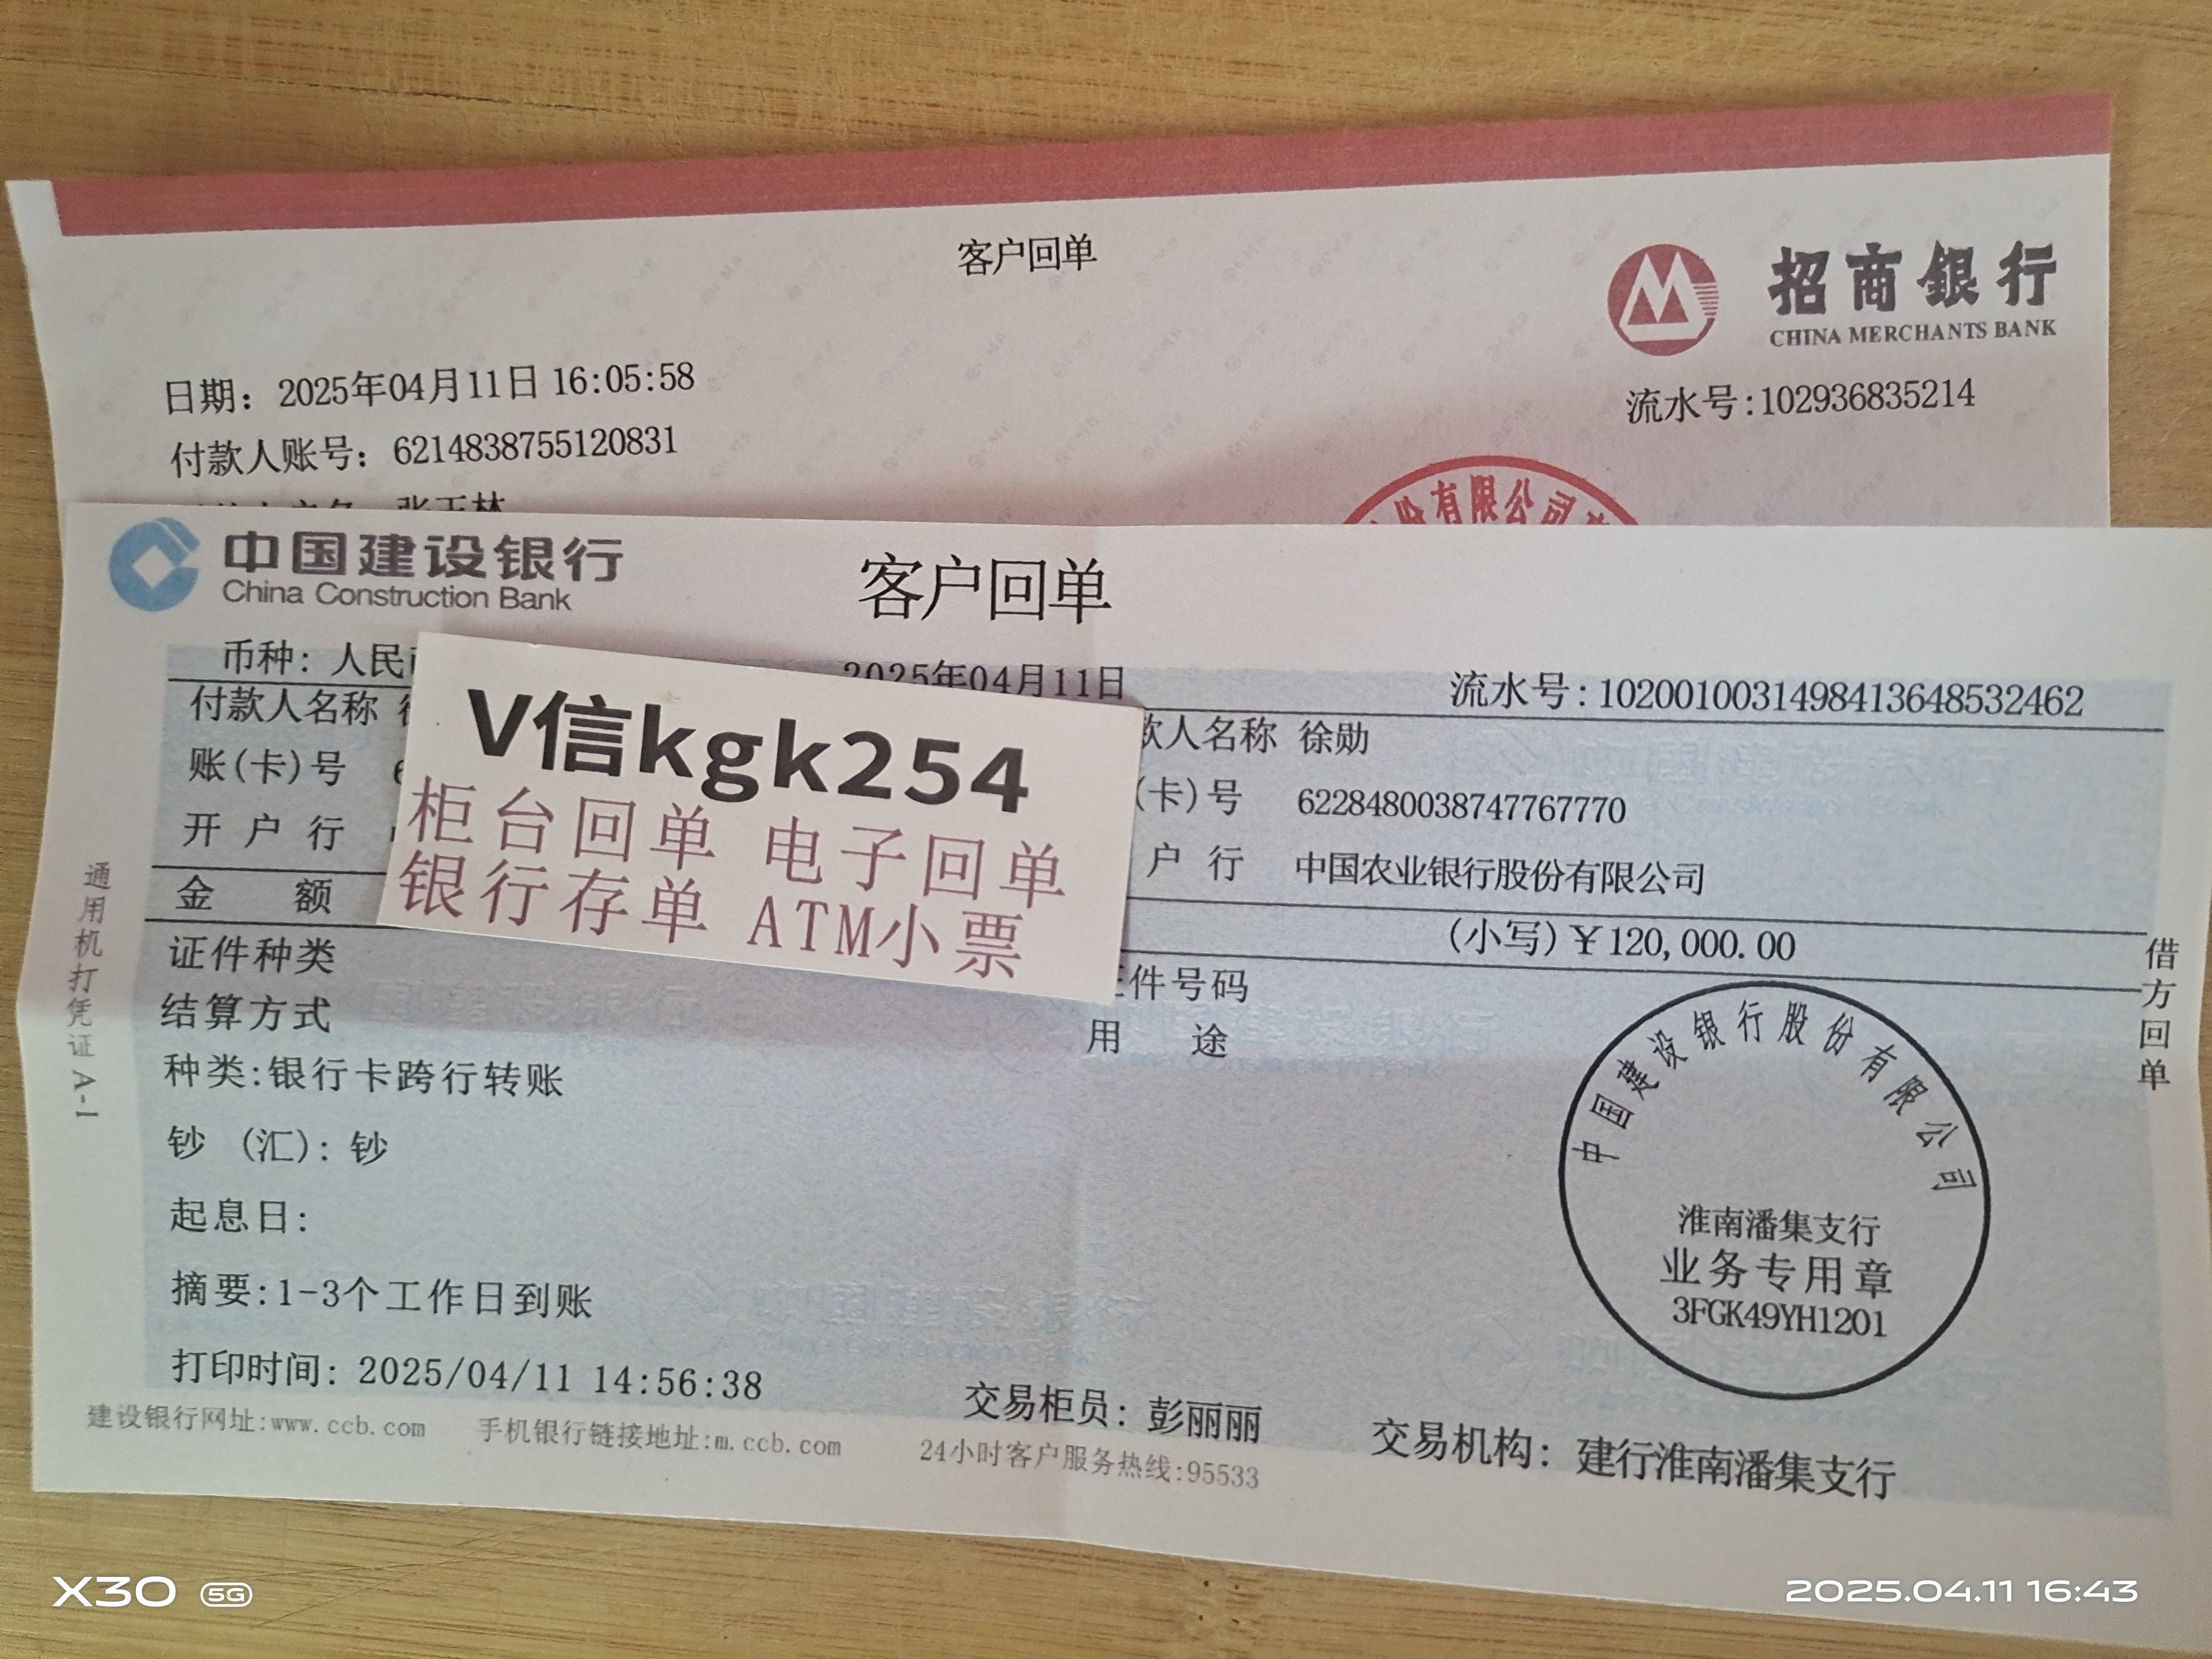 客户回单
招商銀行
CHINA MERCHANTS BANK
日期：2025年04月11日 16:05:58
流水号:102936835214
付款人账号：6214838755120831
份有限公司
中国建设银行
China Construction Bank
客户回单
币种：人民
2025年04月11日
流水号:1020010031498413648532462
付款人名称
款人名称 徐勋
账(卡)号 6
(卡)号 6228480038747767770
开户行
户行 中国农业银行股份有限公司
金额
(小写)￥120,000.00
V信kgk254
柜台回单 电子回单
银行存单 ATM小票
证件种类
件号码
结算方式
用途
种类:银行卡跨行转账
钞(汇):钞
起息日:
摘要:1-3个工作日到账
打印时间: 2025/04/11 14:56:38
交易柜员: 彭丽丽
交易机构: 建行淮南潘集支行
建设银行网址:www.ccb.com
手机银行链接地址:m.ccb.com
24小时客户服务热线:95533
通用机打凭证 A-1
借方回单
中国建设银行股份有限公司
淮南潘集支行
业务专用章
3FGK49YH1201
X30 5G
2025.04.11 16:43